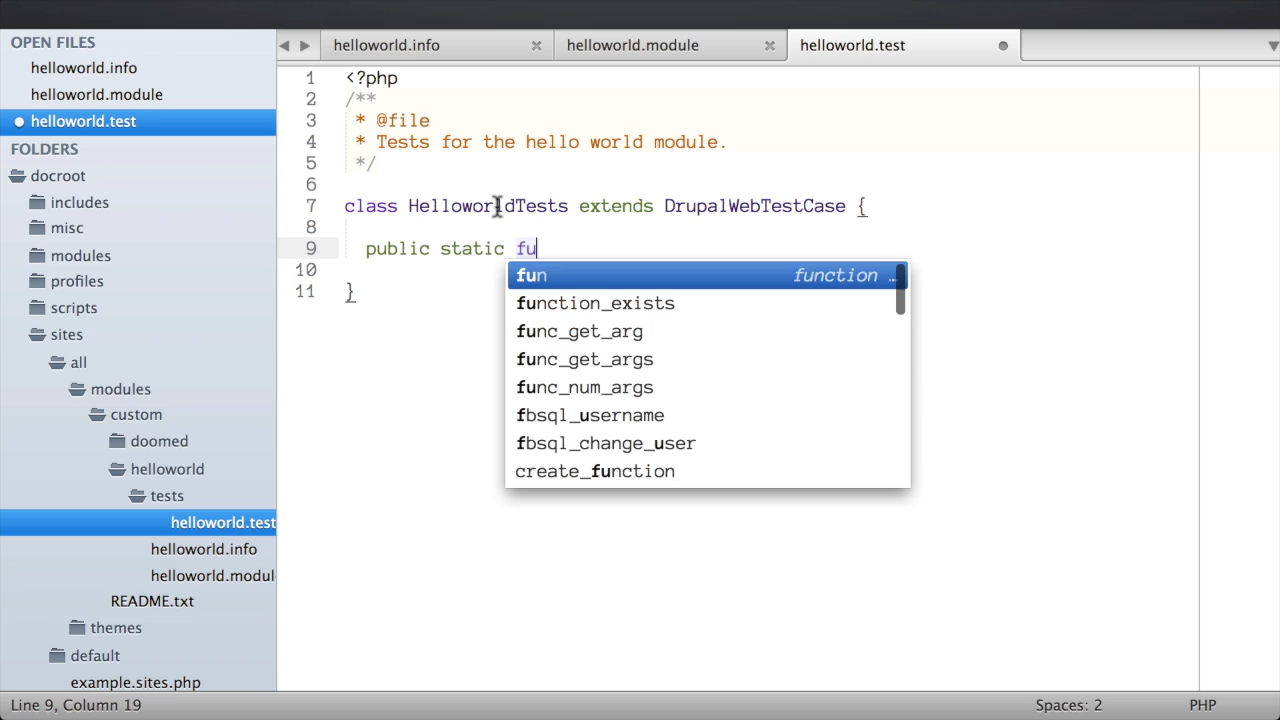 OPEN FILES
helloworld.info
helloworld.module
helloworld.test
FOLDERS
docroot
includes
misc
modules
profiles
scripts
sites
all
modules
custom
doomed
helloworld
tests
helloworld.test
helloworld.info
helloworld.modul
README.txt
themes
default
example.sites.php
helloworld.info
helloworld.module
helloworld.test
1 <?php
2 /**
3 * @file
4 * Tests for the hello world module.
5 */
6
7 class HelloworldTests extends DrupalWebTestCase {
8
9 public static fu
10
11 }
fun function …
function_exists
func_get_arg
func_get_args
func_num_args
fbsql_username
fbsql_change_user
create_function
Line 9, Column 19
Spaces: 2
PHP